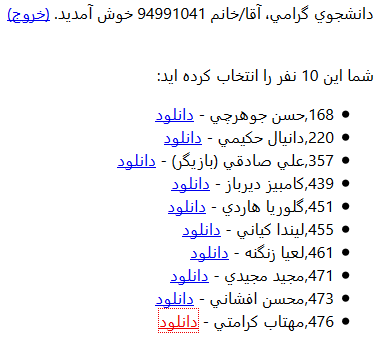 دانشجوي گرامي، آقا/خانم 94991041 خوش آمديد. (خروج)
شما اين 10 نفر را انتخاب کرده ايد:
168,حسن جوهرچي - دانلود
220,دانيال حکيمي - دانلود
357,علي صادقي (بازيگر) - دانلود
439,کامبيز ديرباز - دانلود
451,گلوريا هاردي - دانلود
455,ليندا کياني - دانلود
461,لعيا زنگنه - دانلود
471,مجيد مجيدي - دانلود
473,محسن افشاني - دانلود
476,مهتاب کرامتي - دانلود